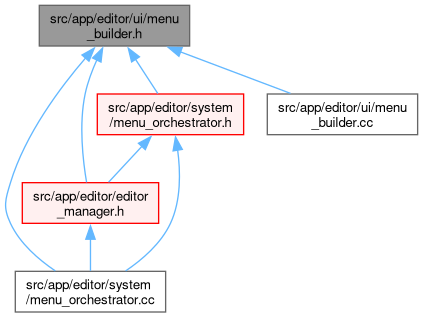 src/app/editor/ui/menu
_builder.h
src/app/editor/system
/menu_orchestrator.h
src/app/editor/ui/menu
_builder.cc
src/app/editor/editor
_manager.h
src/app/editor/system
/menu_orchestrator.cc